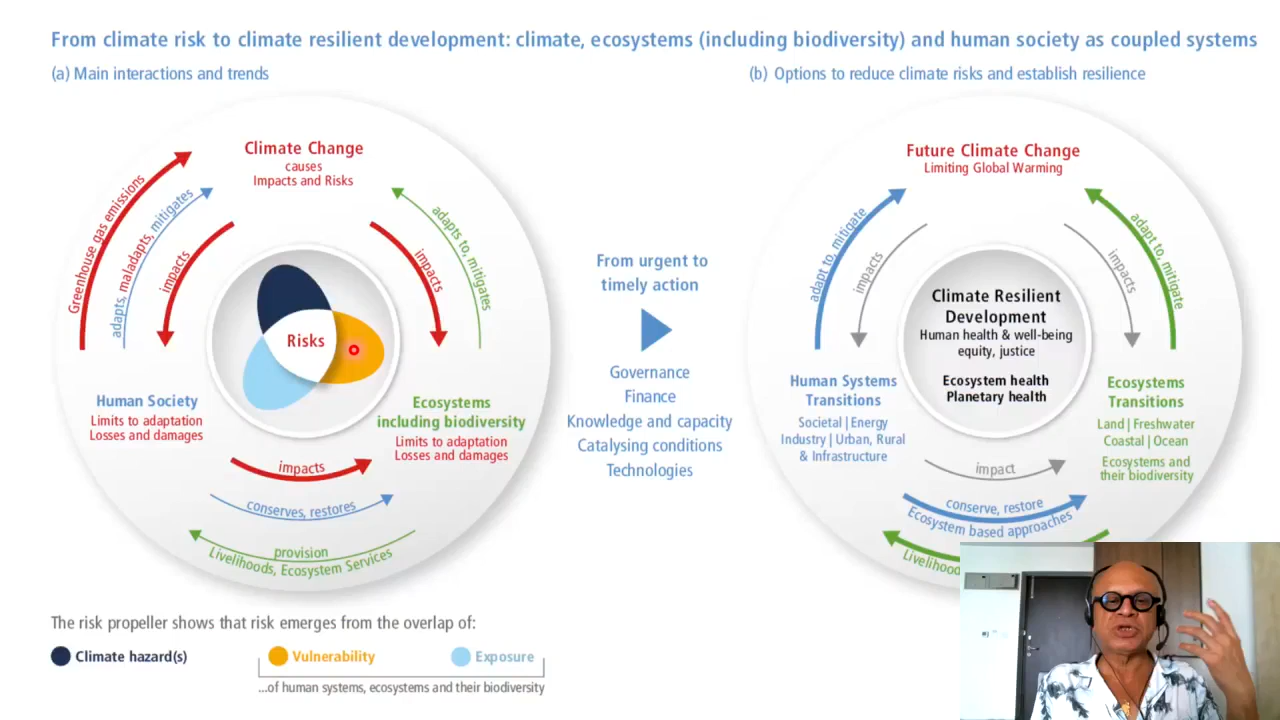 From climate risk to climate resilient development: climate, ecosystems (including biodiversity) and human society as coupled systems
(a) Main interactions and trends
Climate Change
causes
Impacts and Risks
Greenhouse gas emissions
adapts, maladapts, mitigates
impacts
impacts
adapts to, mitigates
Risks
Human Society
Limits to adaptation
Losses and damages
Ecosystems
including biodiversity
Limits to adaptation
Losses and damages
impacts
conserves, restores
provision
Livelihoods, Ecosystem Services
The risk propeller shows that risk emerges from the overlap of:
Climate hazard(s)
Vulnerability
Exposure
...of human systems, ecosystems and their biodiversity
From urgent to
timely action
Governance
Finance
Knowledge and capacity
Catalysing conditions
Technologies
(b) Options to reduce climate risks and establish resilience
Future Climate Change
Limiting Global Warming
adapt to, mitigate
impacts
impacts
adapt to, mitigate
Climate Resilient
Development
Human health & well-being
equity, justice
Ecosystem health
Planetary health
Human Systems
Transitions
Societal | Energy
Industry | Urban, Rural
& Infrastructure
Ecosystems
Transitions
Land | Freshwater
Coastal | Ocean
Ecosystems and
their biodiversity
impact
conserve, restore
Ecosystem based approaches
Livelihoods